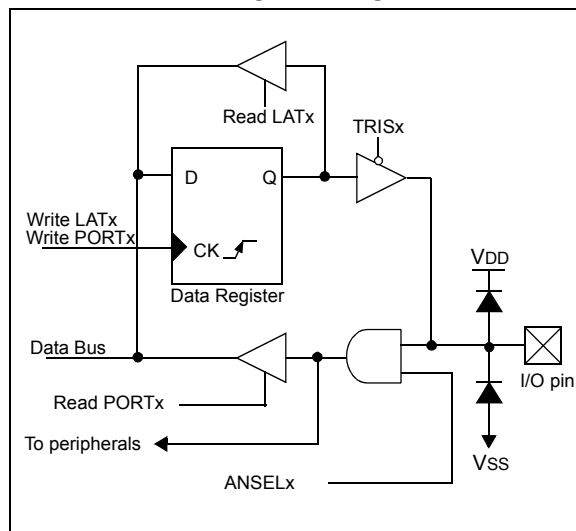 Read LATx
TRISx
D
Q
Write LATx
Write PORTx
CK
Data Register
VDD
Data Bus
I/O pin
Read PORTx
To peripherals
VSS
ANSELx